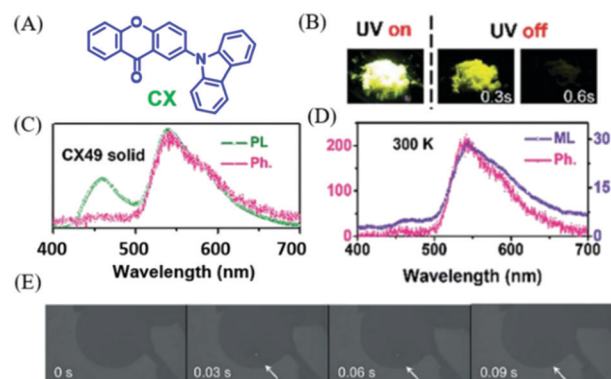 (A)
O
N
O
CX
(B)
UV on
UV off
0.3s
0.6s
(C)
CX49 solid
PL
Ph.
400 500 600 700
Wavelength (nm)
(D)
300 K
ML
Ph.
200
100
0
30
15
0
400 500 600 700
Wavelength (nm)
(E)
0 s
0.03 s
0.06 s
0.09 s